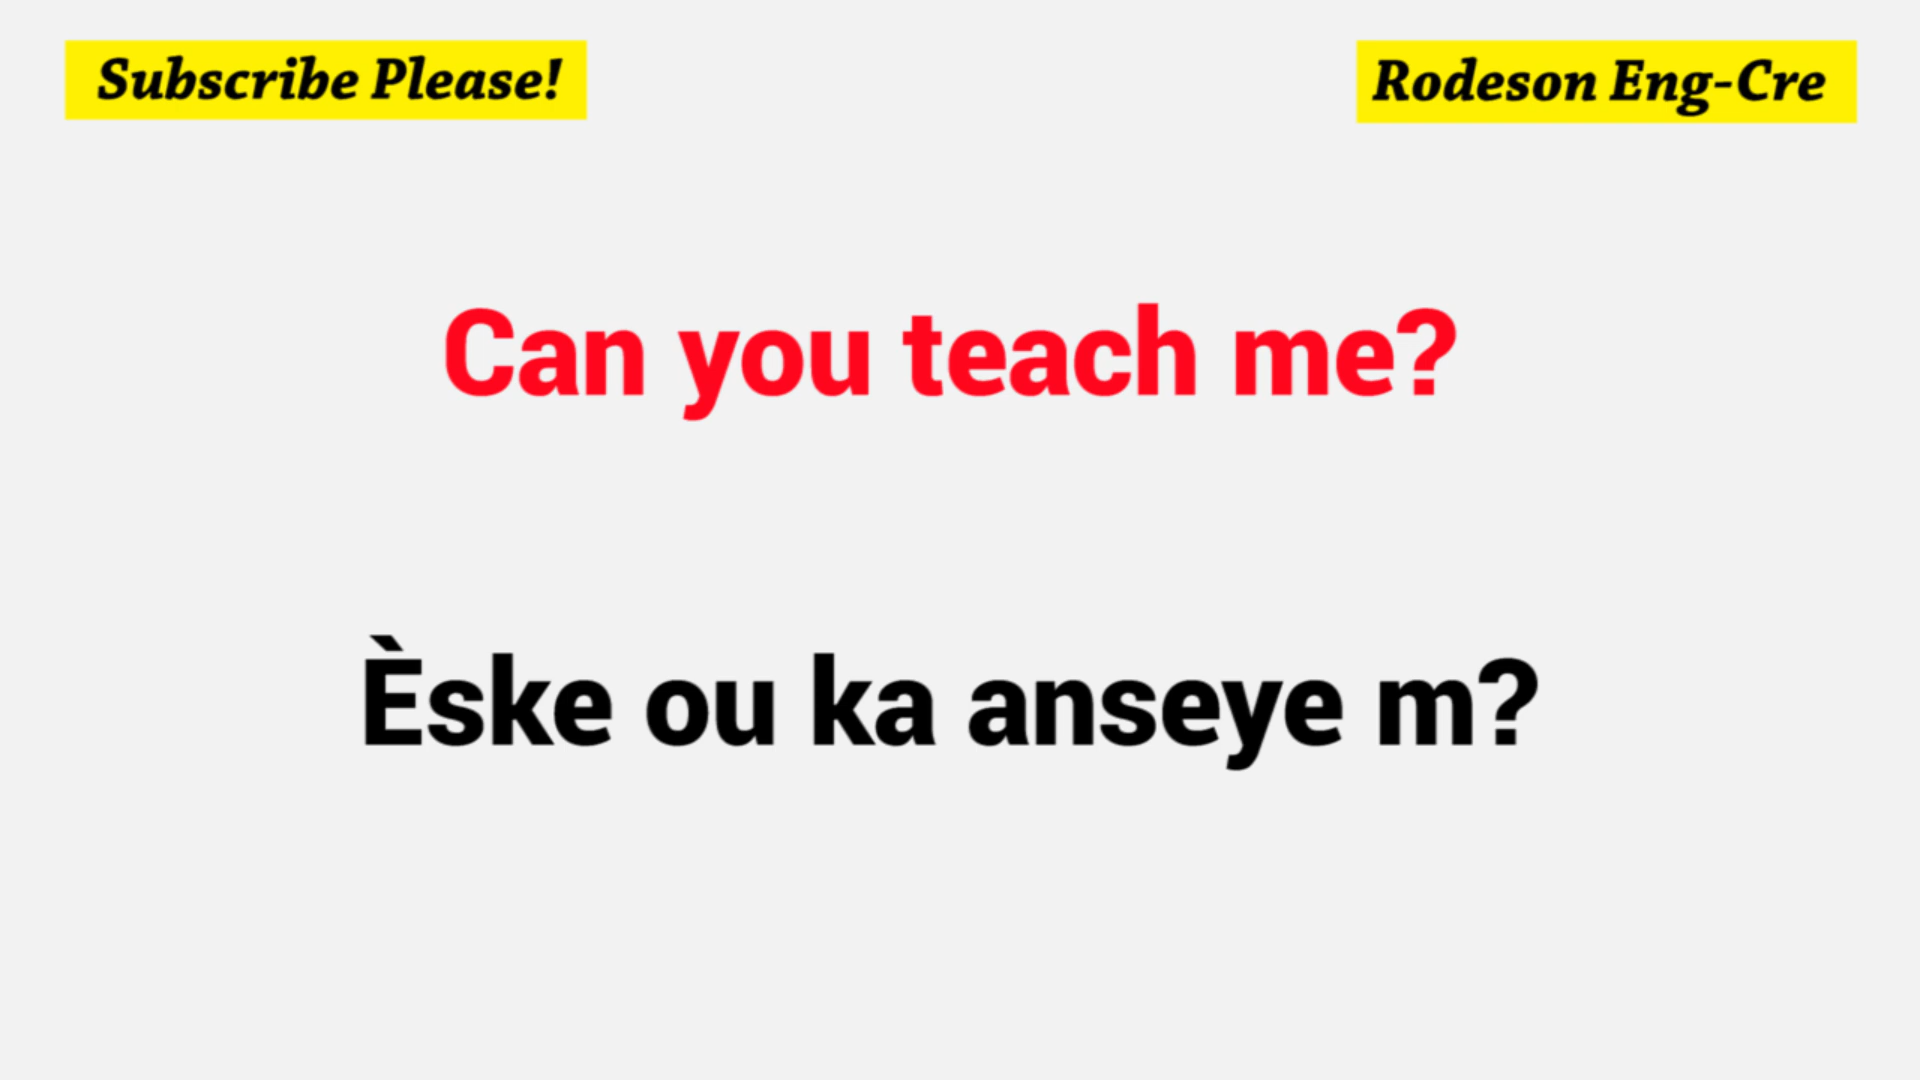 Subscribe Please!
Rodeson Eng-Cre
Can you teach me?
Èske ou ka anseye m?